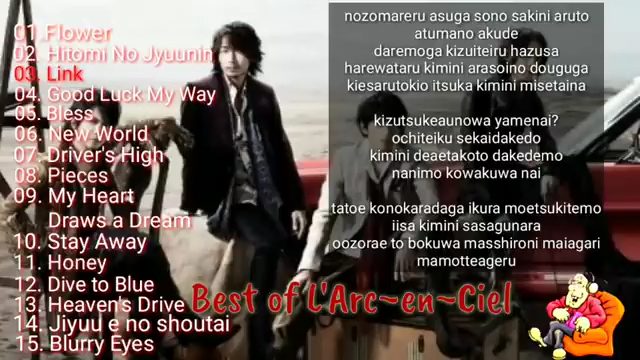 01.Flower
02. Hitomi No Jyuunin
03. Link
04. Good Luck My Way
05. Bless
06. New World
07. Driver's High
08. Pieces
09. My Heart
Draws a Dream
10. Stay Away
11. Honey
12. Dive to Blue
13. Heaven's Drive
14. Jiyuu e no shoutai
15. Blurry Eyes
nozomareru asuga sono sakini aruto
atumano akude
daremoga kizuiteiru hazusa
harewataru kimini arasoino douguga
kiesarutokio itsuka kimini misetaina
kizutsukeaunowa yamenai?
ochiteiku sekaidakedo
kimini deaetakoto dakedemo
nanimo kowakuwa nai
tatoe konokaradaga ikura moetsukitemo
iisa kimini sasagunara
oozorae to bokuwa masshironi maiagari
mamotteageru
Best of L'Arc~en~Ciel